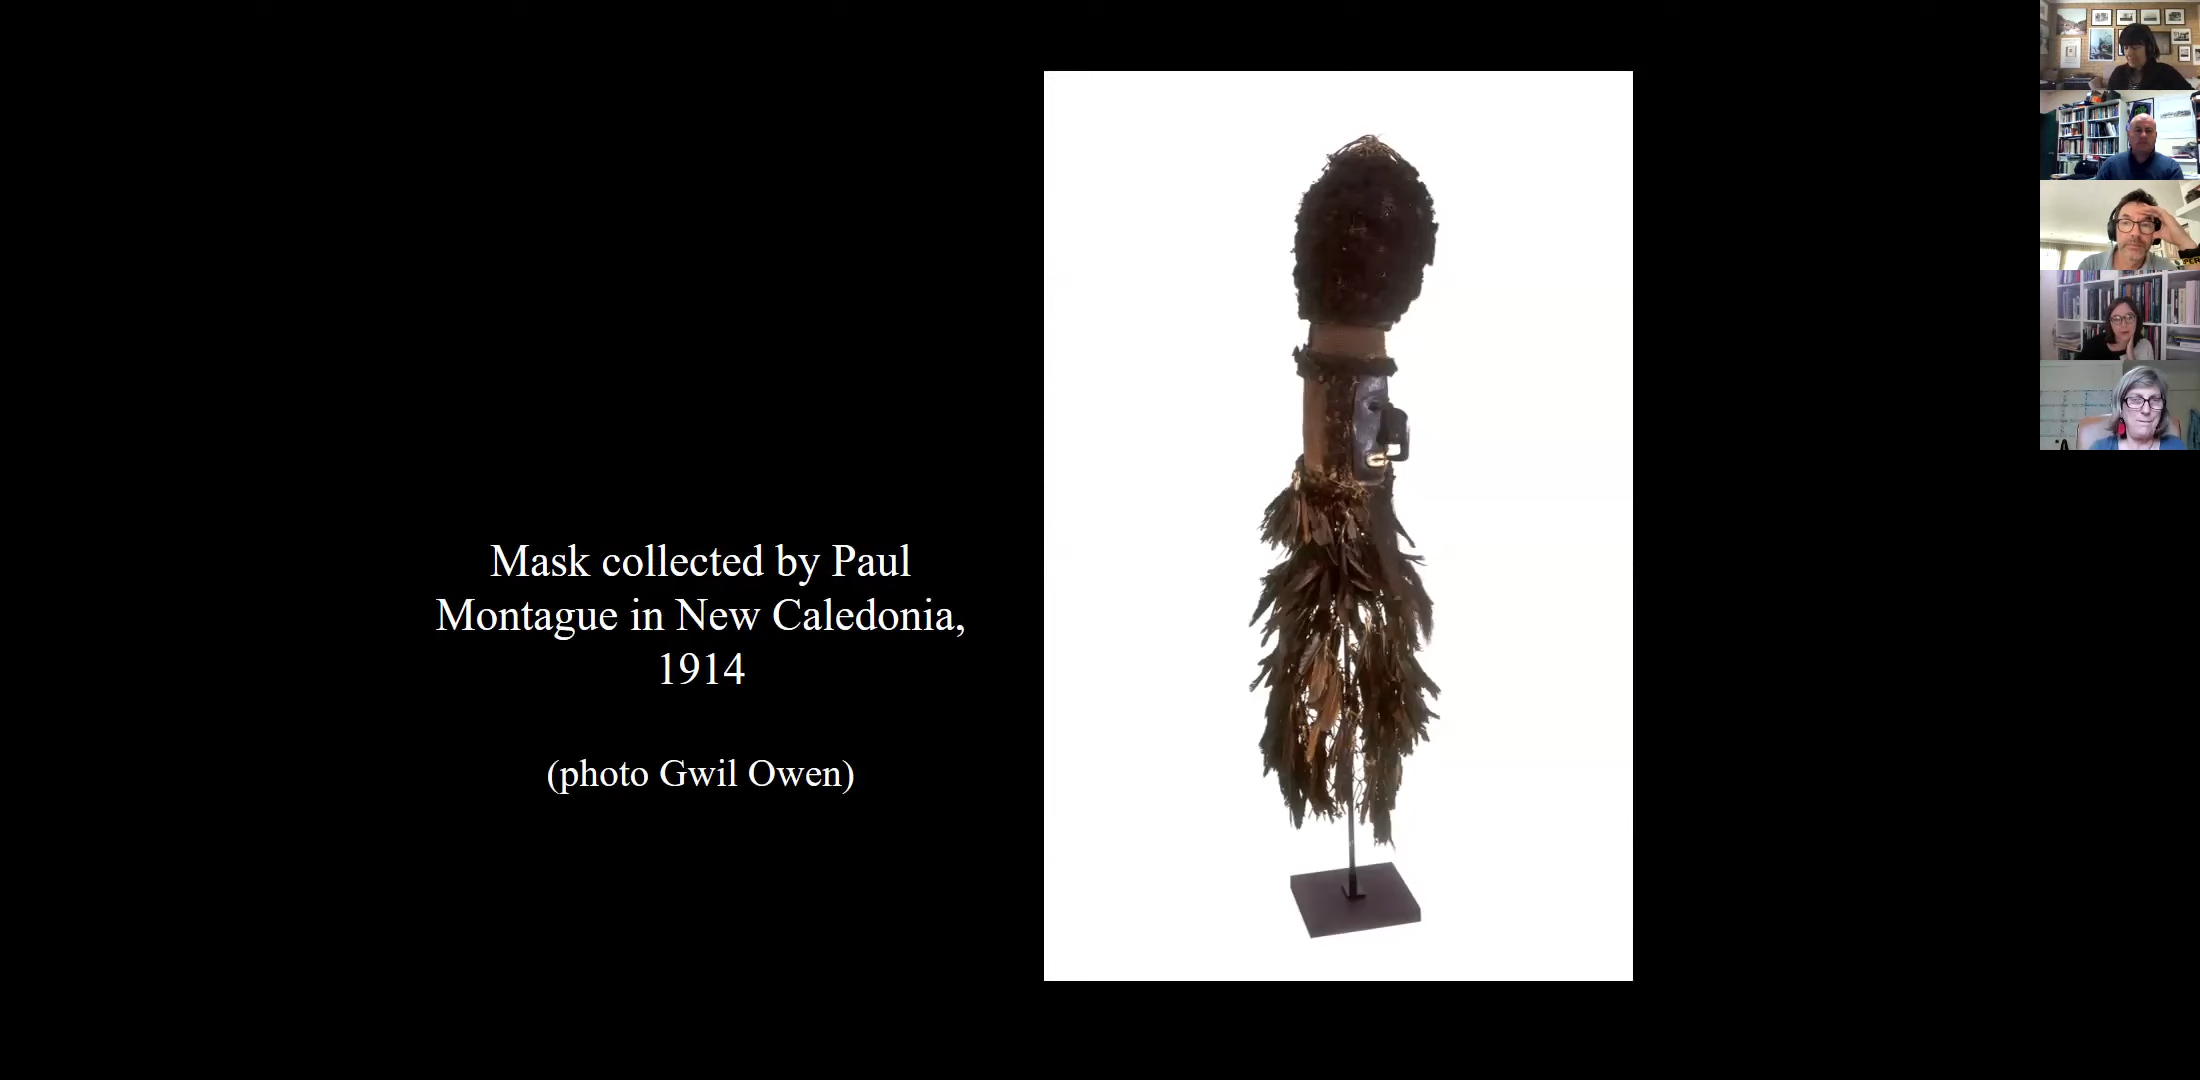 Mask collected by Paul
Montague in New Caledonia,
1914
(photo Gwil Owen)